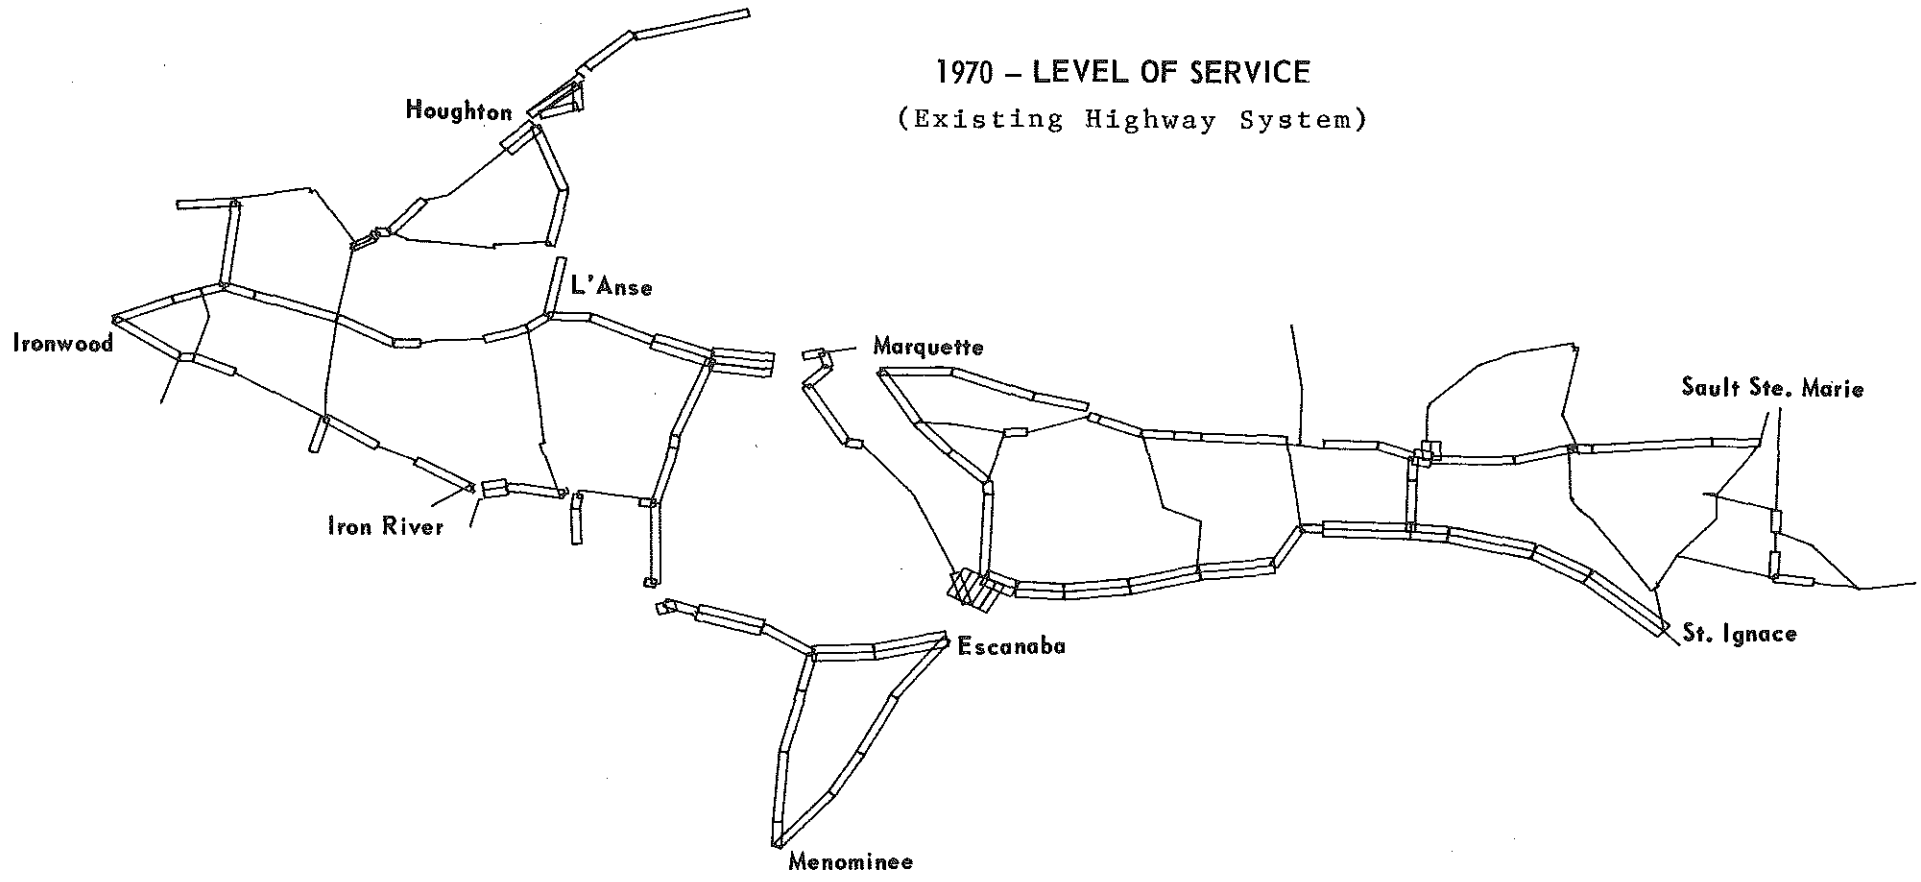 1970 – LEVEL OF SERVICE
(Existing Highway System)
Houghton
L'Anse
Ironwood
Marquette
Sault Ste. Marie
Iron River
St. Ignace
Escanaba
Menominee